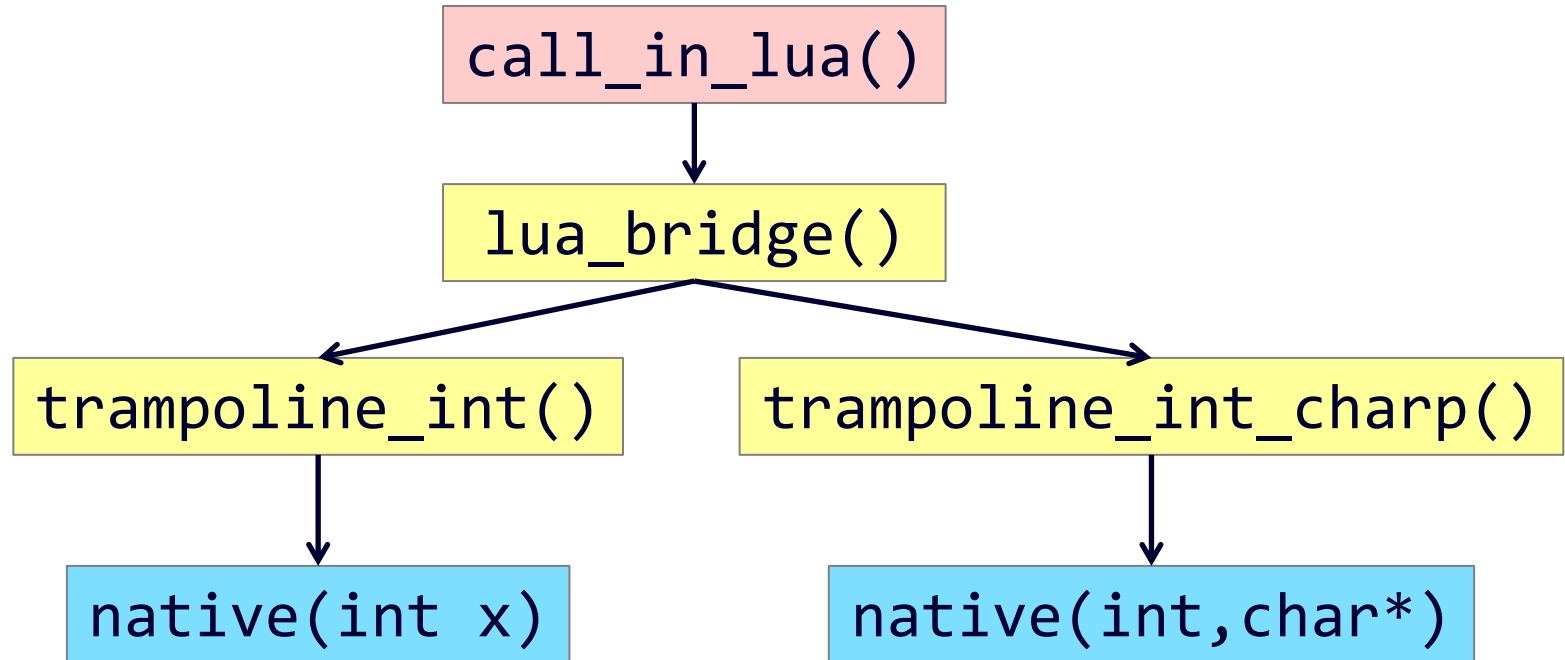 call_in_lua()
lua_bridge()
trampoline_int()
trampoline_int_charp()
native(int x)
native(int,char*)